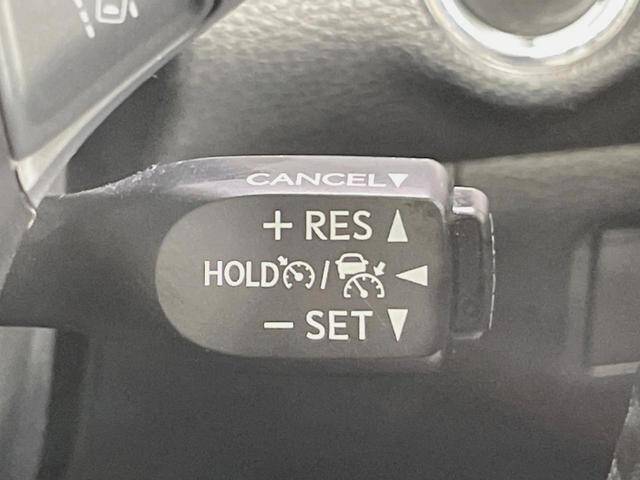 CANCEL▼
+ RES ▲
HOLD / ◀
− SET ▼